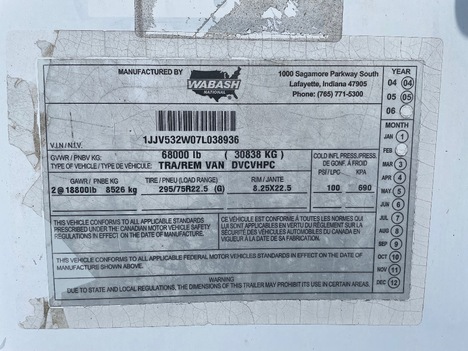 MANUFACTURED BY
WABASH
NATIONAL
1000 Sagamore Parkway South
Lafayette, Indiana 47905
Phone: (765) 771-5300
YEAR
04 04
05 05
06
MONTH
JAN 1
FEB
MAR 3
APR 4
MAY 5
JUN 6
JUL 7
AUG 8
SEP 9
OCT 10
NOV 11
DEC 12
V.I.N./N.I.V. 1JJV532W07L038936
GVWR / PNBV KG: 68000 lb ( 30838 KG )
TYPE OF VEHICLE / TYPE DE VÉHICULE: TRA/REM VAN DVCVHPC
COLD INFL. PRESS./PRESS. DE GONF. À FROID
GAWR / PNBE KG TIRE / PNEU (LOAD RANGE) RIM / JANTE PSI/LPC KPA
2@18800lb 8526 kg 295/75R22.5 (G) 8.25X22.5 100 690
THIS VEHICLE CONFORMS TO ALL APPLICABLE STANDARDS
PRESCRIBED UNDER THE CANADIAN MOTOR VEHICLE SAFETY
REGULATIONS IN EFFECT ON THE DATE OF MANUFACTURE.
CE VÉHICULE EST CONFORME À TOUTES LES NORMES QUI
LUI SONT APPLICABLES EN VERTU DU RÈGLEMENT SUR LA
SÉCURITÉ DES VÉHICULES AUTOMOBILES DU CANADA EN
VIGUEUR À LA DATE DE SA FABRICATION.
THIS VEHICLE CONFORMS TO ALL APPLICABLE FEDERAL MOTOR VEHICLES STANDARDS IN EFFECT ON THE DATE OF
MANUFACTURE SHOWN ABOVE.
WARNING
DUE TO STATE AND LOCAL REGULATIONS, THE DIMENSIONS OF THIS TRAILER MAY PROHIBIT ITS USE IN CERTAIN AREAS.